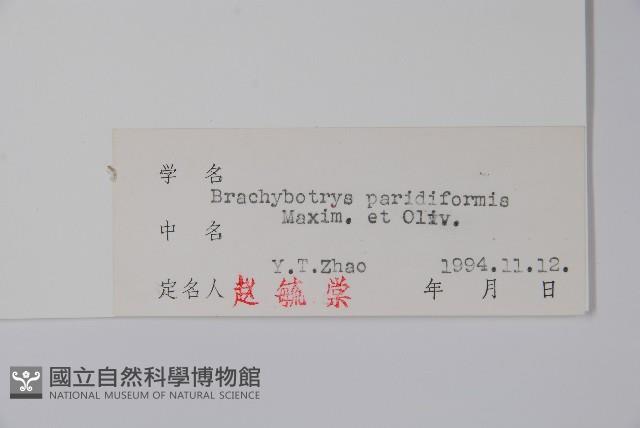 学 名
Brachybotrys paridiformis
Maxim. et Oliv.
中 名
Y.T.Zhao 1994.11.12.
定名人 赵 毓 棠 年 月 日
國立自然科學博物館
NATIONAL MUSEUM OF NATURAL SCIENCE